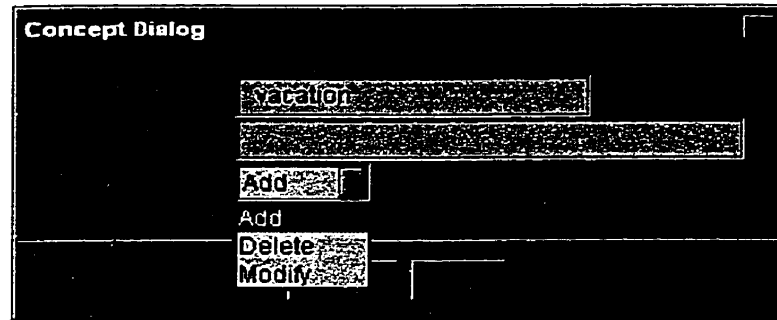 Concept Dialog
vacation
Add
Add
Delete
Modify